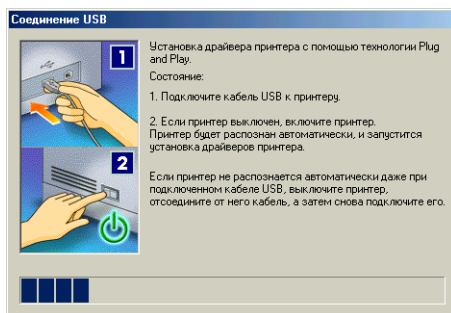 Соединение USB
1
Установка драйвера принтера с помощью технологии Plug
and Play.
Состояние:
1. Подключите кабель USB к принтеру.
2. Если принтер выключен, включите принтер.
Принтер будет распознан автоматически, и запустится
установка драйверов принтера.
2
Если принтер не распознается автоматически даже при
подключенном кабеле USB, выключите принтер,
отсоедините от него кабель, а затем снова подключите его.